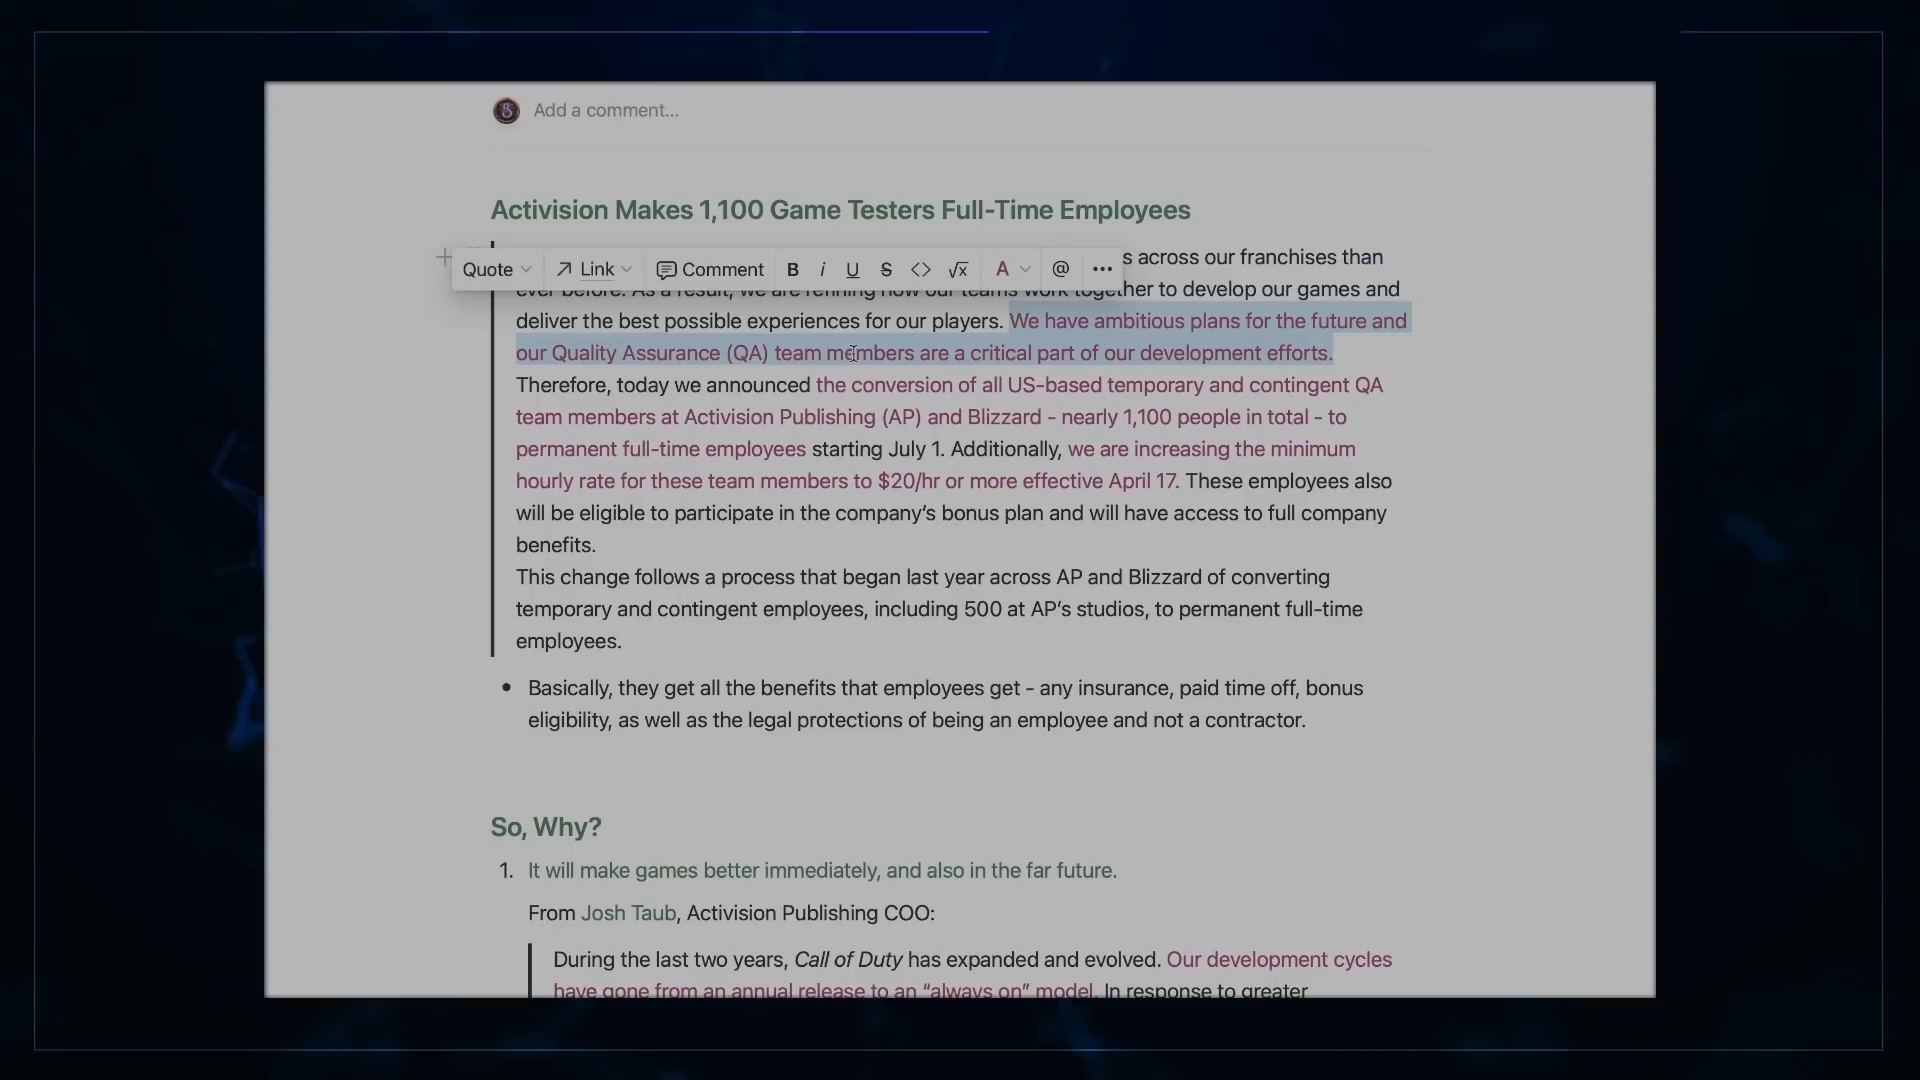 Add a comment...
Activision Makes 1,100 Game Testers Full-Time Employees
Quote Link Comment B i U S <> √x A @ •••
s across our franchises than
ever before. As a result, we are refining how our teams work together to develop our games and
deliver the best possible experiences for our players. We have ambitious plans for the future and
our Quality Assurance (QA) team members are a critical part of our development efforts.
Therefore, today we announced the conversion of all US-based temporary and contingent QA
team members at Activision Publishing (AP) and Blizzard - nearly 1,100 people in total - to
permanent full-time employees starting July 1. Additionally, we are increasing the minimum
hourly rate for these team members to $20/hr or more effective April 17. These employees also
will be eligible to participate in the company’s bonus plan and will have access to full company
benefits.
This change follows a process that began last year across AP and Blizzard of converting
temporary and contingent employees, including 500 at AP’s studios, to permanent full-time
employees.
• Basically, they get all the benefits that employees get - any insurance, paid time off, bonus
eligibility, as well as the legal protections of being an employee and not a contractor.
So, Why?
1. It will make games better immediately, and also in the far future.
From Josh Taub, Activision Publishing COO:
During the last two years, Call of Duty has expanded and evolved. Our development cycles
have gone from an annual release to an “always on” model. In response to greater